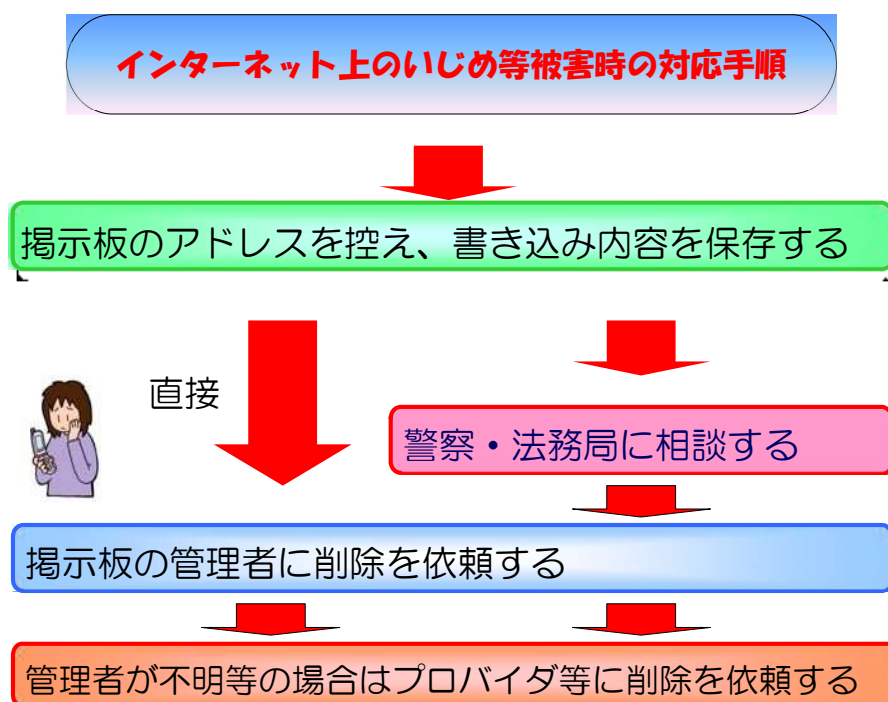 インターネット上のいじめ等被害時の対応手順
掲示板のアドレスを控え、書き込み内容を保存する
直接
警察・法務局に相談する
掲示板の管理者に削除を依頼する
管理者が不明等の場合はプロバイダ等に削除を依頼する